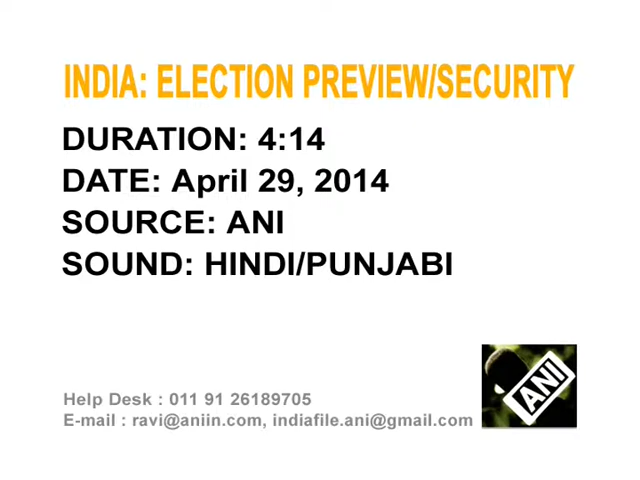 INDIA: ELECTION PREVIEW/SECURITY
DURATION: 4:14
DATE: April 29, 2014
SOURCE: ANI
SOUND: HINDI/PUNJABI
ANI
Help Desk : 011 91 26189705
E-mail : ravi@aniin.com, indiafile.ani@gmail.com